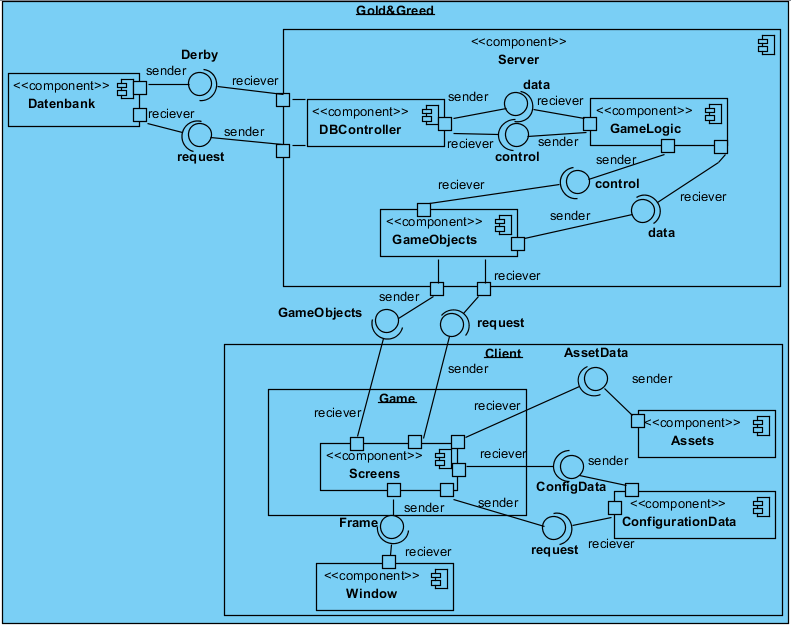 Gold&Greed
<<component>>
Server
Derby
sender
reciever
<<component>>
Datenbank
reciever
sender
request
<<component>>
DBController
sender
data
reciever
reciever
control
sender
<<component>>
GameLogic
sender
control
reciever
reciever
sender
data
<<component>>
GameObjects
reciever
sender
GameObjects
request
Client
AssetData
sender
sender
Game
reciever
reciever
<<component>>
Assets
<<component>>
Screens
reciever
sender
ConfigData
sender
sender
<<component>>
ConfigurationData
Frame
request
reciever
reciever
<<component>>
Window